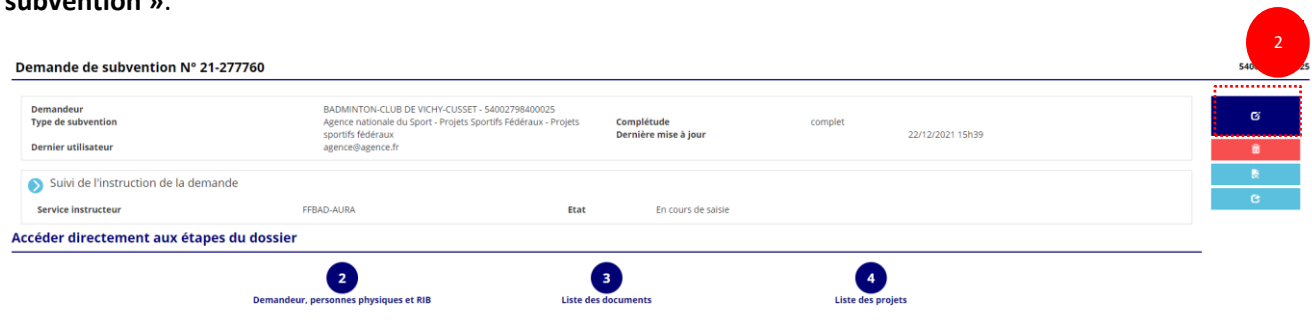 subvention ».
2
Demande de subvention N° 21-277760
Demandeur BADMINTON-CLUB DE VICHY-CUSSET - 54002798400025
Type de subvention Agence nationale du Sport - Projets Sportifs Fédéraux - Projets sportifs fédéraux Complétude complet
Dernière mise à jour 22/12/2021 15h39
Dernier utilisateur agence@agence.fr
Suivi de l'instruction de la demande
Service instructeur FFBAD-AURA Etat En cours de saisie
Accéder directement aux étapes du dossier
2 3 4
Demandeur, personnes physiques et RIB Liste des documents Liste des projets